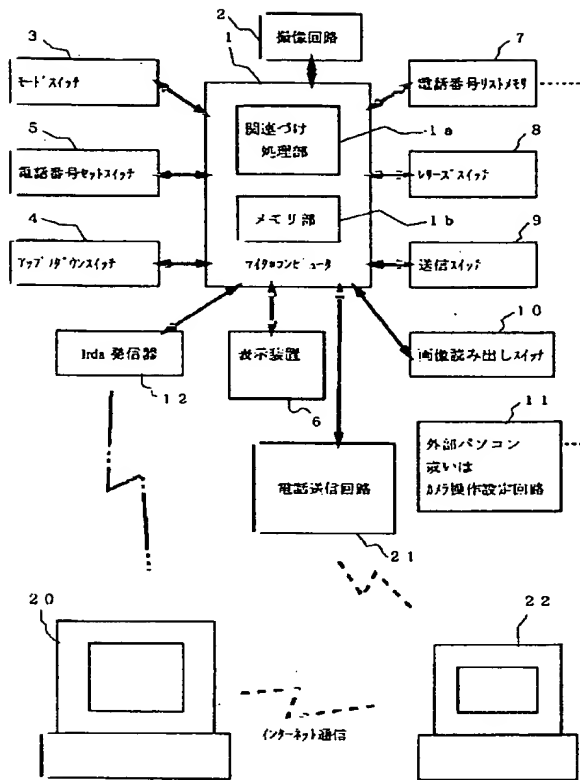 2
撮像回路
3
モードスイッチ
1
7
電話番号リストメモリ
関連づけ
処理部
1a
5
電話番号セットスイッチ
8
レリーズスイッチ
メモリ部
1b
4
アップ/ダウンスイッチ
マイクロコンピュータ
9
送信スイッチ
10
画像読み出しスイッチ
Irda 発信器
12
表示装置
6
11
外部パソコン
或いは
カメラ操作設定回路
電話送信回路
21
20
22
インターネット通信